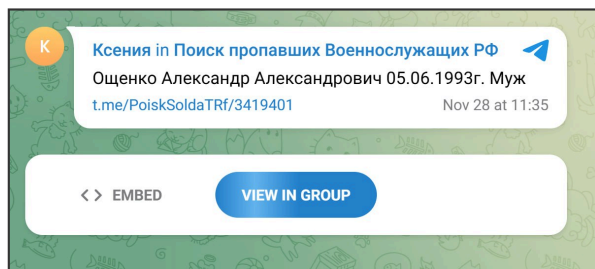 K
Ксения in Поиск пропавших Военнослужащих РФ
Ощенко Александр Александрович 05.06.1993г. Муж
t.me/PoiskSoldaTRf/3419401 Nov 28 at 11:35
<> EMBED VIEW IN GROUP